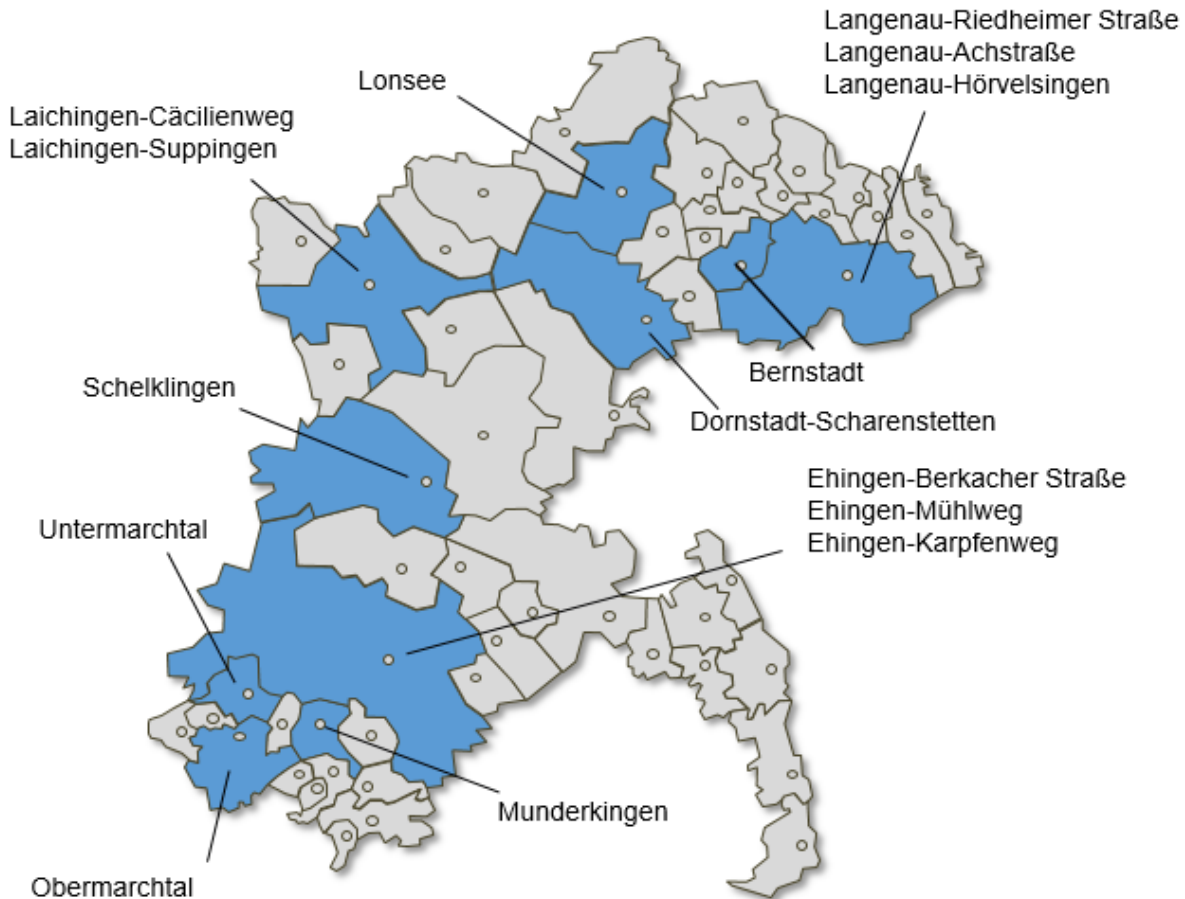 Langenau-Riedheimer Straße
Langenau-Achstraße
Langenau-Hörvelsingen
Lonsee
Laichingen-Cäcilienweg
Laichingen-Suppingen
Bernstadt
Schelklingen
Dornstadt-Scharenstetten
Ehingen-Berkacher Straße
Ehingen-Mühlweg
Ehingen-Karpfenweg
Untermarchtal
Munderkingen
Obermarchtal